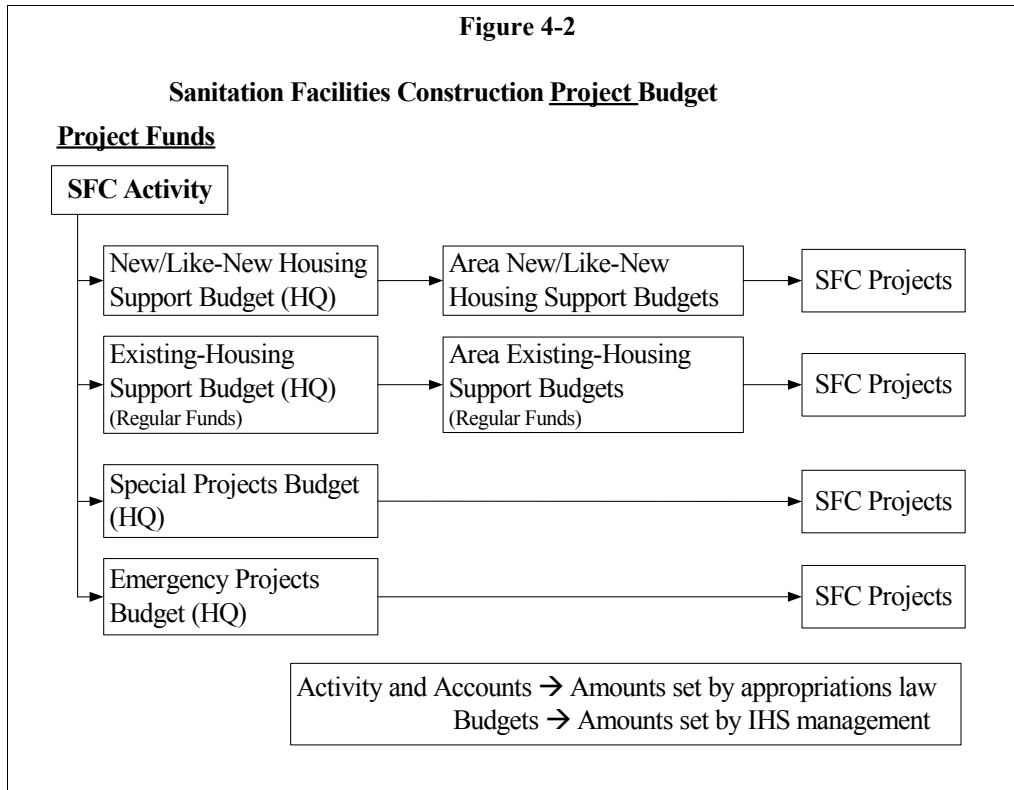 Figure 4-2
Sanitation Facilities Construction Project Budget
Project Funds
SFC Activity
New/Like-New Housing
Support Budget (HQ)
Area New/Like-New
Housing Support Budgets
SFC Projects
Existing-Housing
Support Budget (HQ)
(Regular Funds)
Area Existing-Housing
Support Budgets
(Regular Funds)
SFC Projects
Special Projects Budget
(HQ)
SFC Projects
Emergency Projects
Budget (HQ)
SFC Projects
Activity and Accounts → Amounts set by appropriations law
Budgets → Amounts set by IHS management